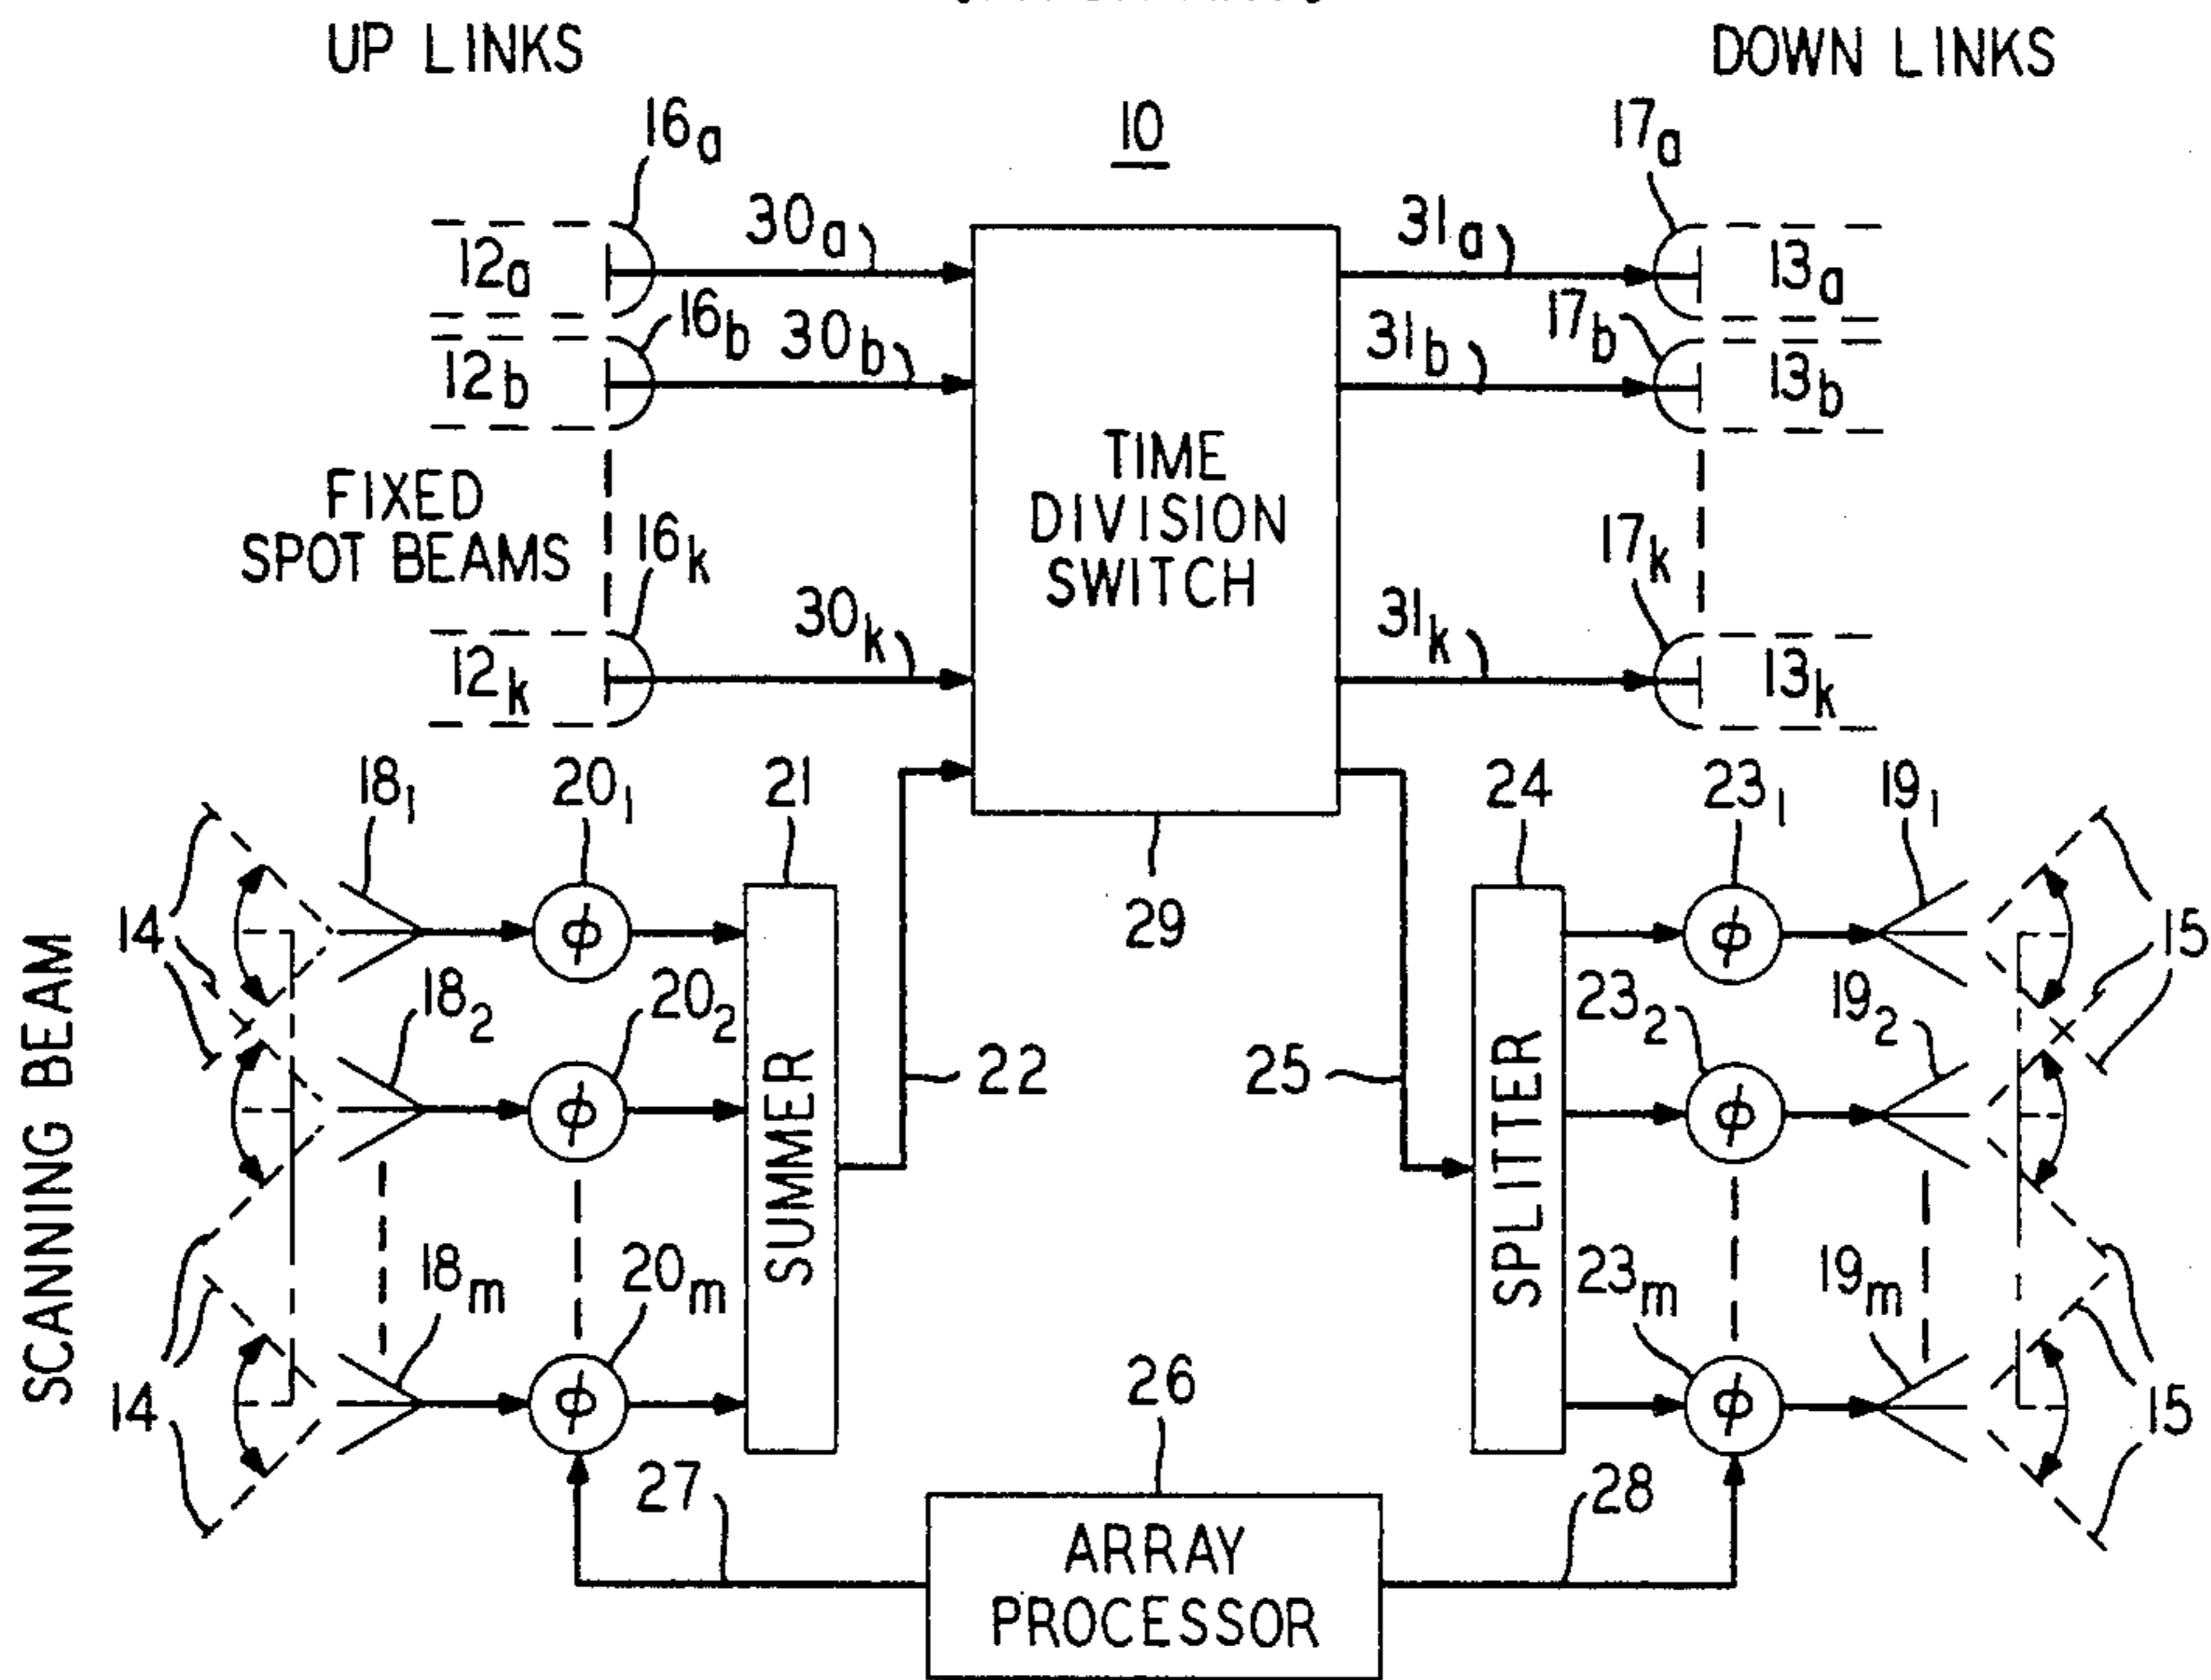 UP LINKS
DOWN LINKS
10
16a
17a
12a
30a
31a
13a
16b
30b
31b
17b
12b
13b
TIME
DIVISION
SWITCH
FIXED
SPOT BEAMS
16k
17k
12k
30k
31k
13k
29
SCANNING BEAM
14
14
18₁
20₁
21
18₂
20₂
SUMMER
22
18m
20m
24
23₁
19₁
15
25
SPLITTER
23₂
19₂
23m
19m
15
27
26
28
ARRAY
PROCESSOR